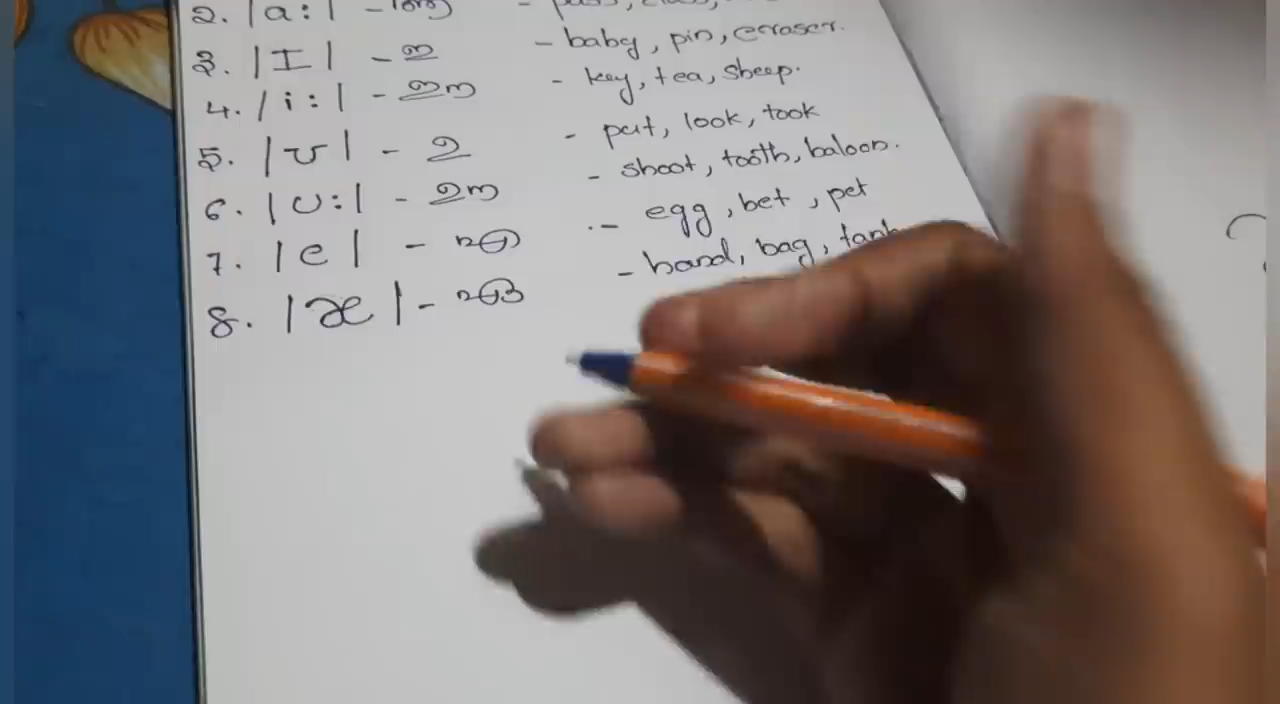 2. |a:| -
3. |I| - ഇ - baby, pin, eraser.
4. |i:| - ഇൗ - key, tea, sheep.
5. |ʊ| - ഉ - put, look, took
6. |ʊ:| - ഉൗ - shoot, tooth, baloon.
7. |e| - എ - egg, bet, pet
8. |æ| - ഏ - hand, bag,